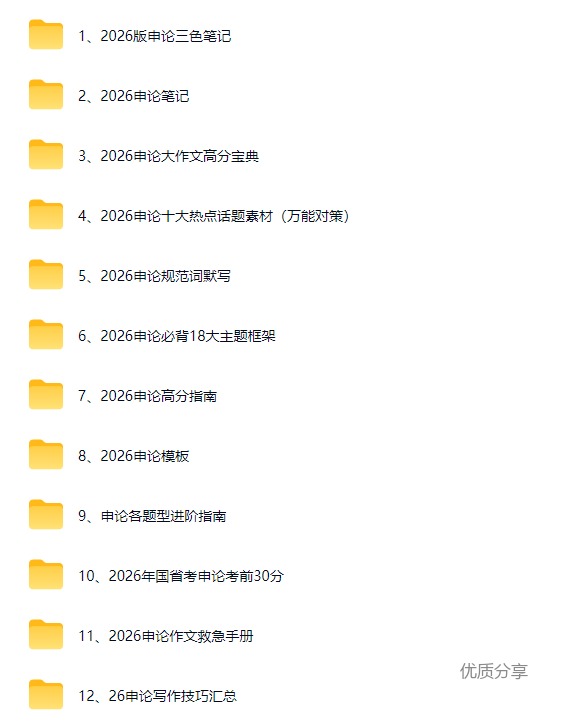 1、2026版申论三色笔记
2、2026申论笔记
3、2026申论大作文高分宝典
4、2026申论十大热点话题素材（万能对策）
5、2026申论规范词默写
6、2026申论必背18大主题框架
7、2026申论高分指南
8、2026申论模板
9、申论各题型进阶指南
10、2026年国省考申论考前30分
11、2026申论作文救急手册
优质分享
12、26申论写作技巧汇总